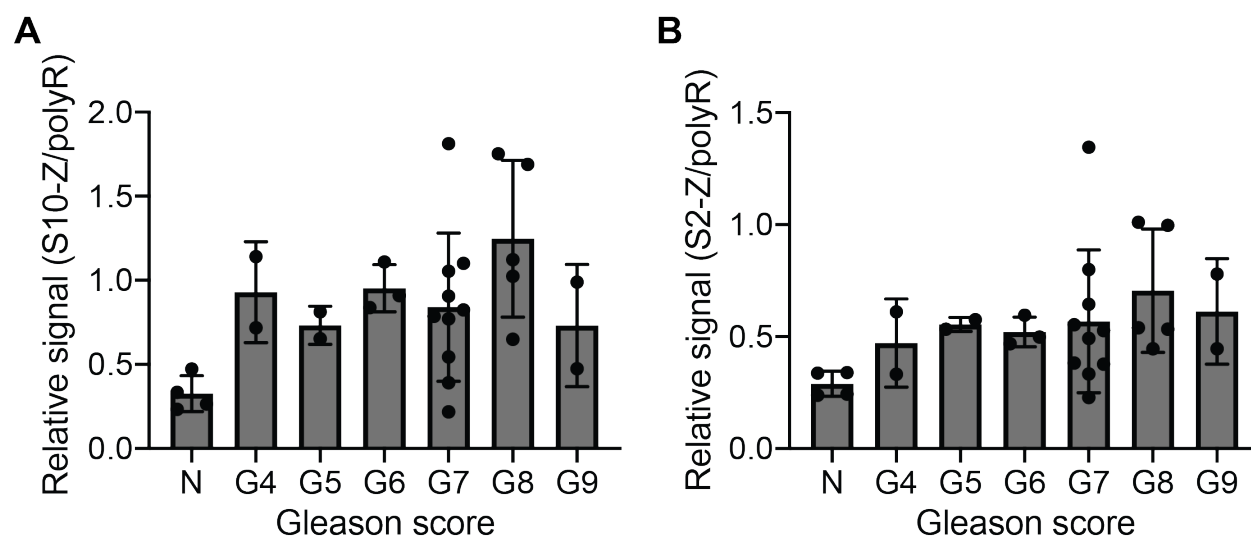 A
Relative signal (S10-Z/polyR)
2.0
1.5
1.0
0.5
0.0
N G4 G5 G6 G7 G8 G9
Gleason score
B
Relative signal (S2-Z/polyR)
1.5
1.0
0.5
0.0
N G4 G5 G6 G7 G8 G9
Gleason score